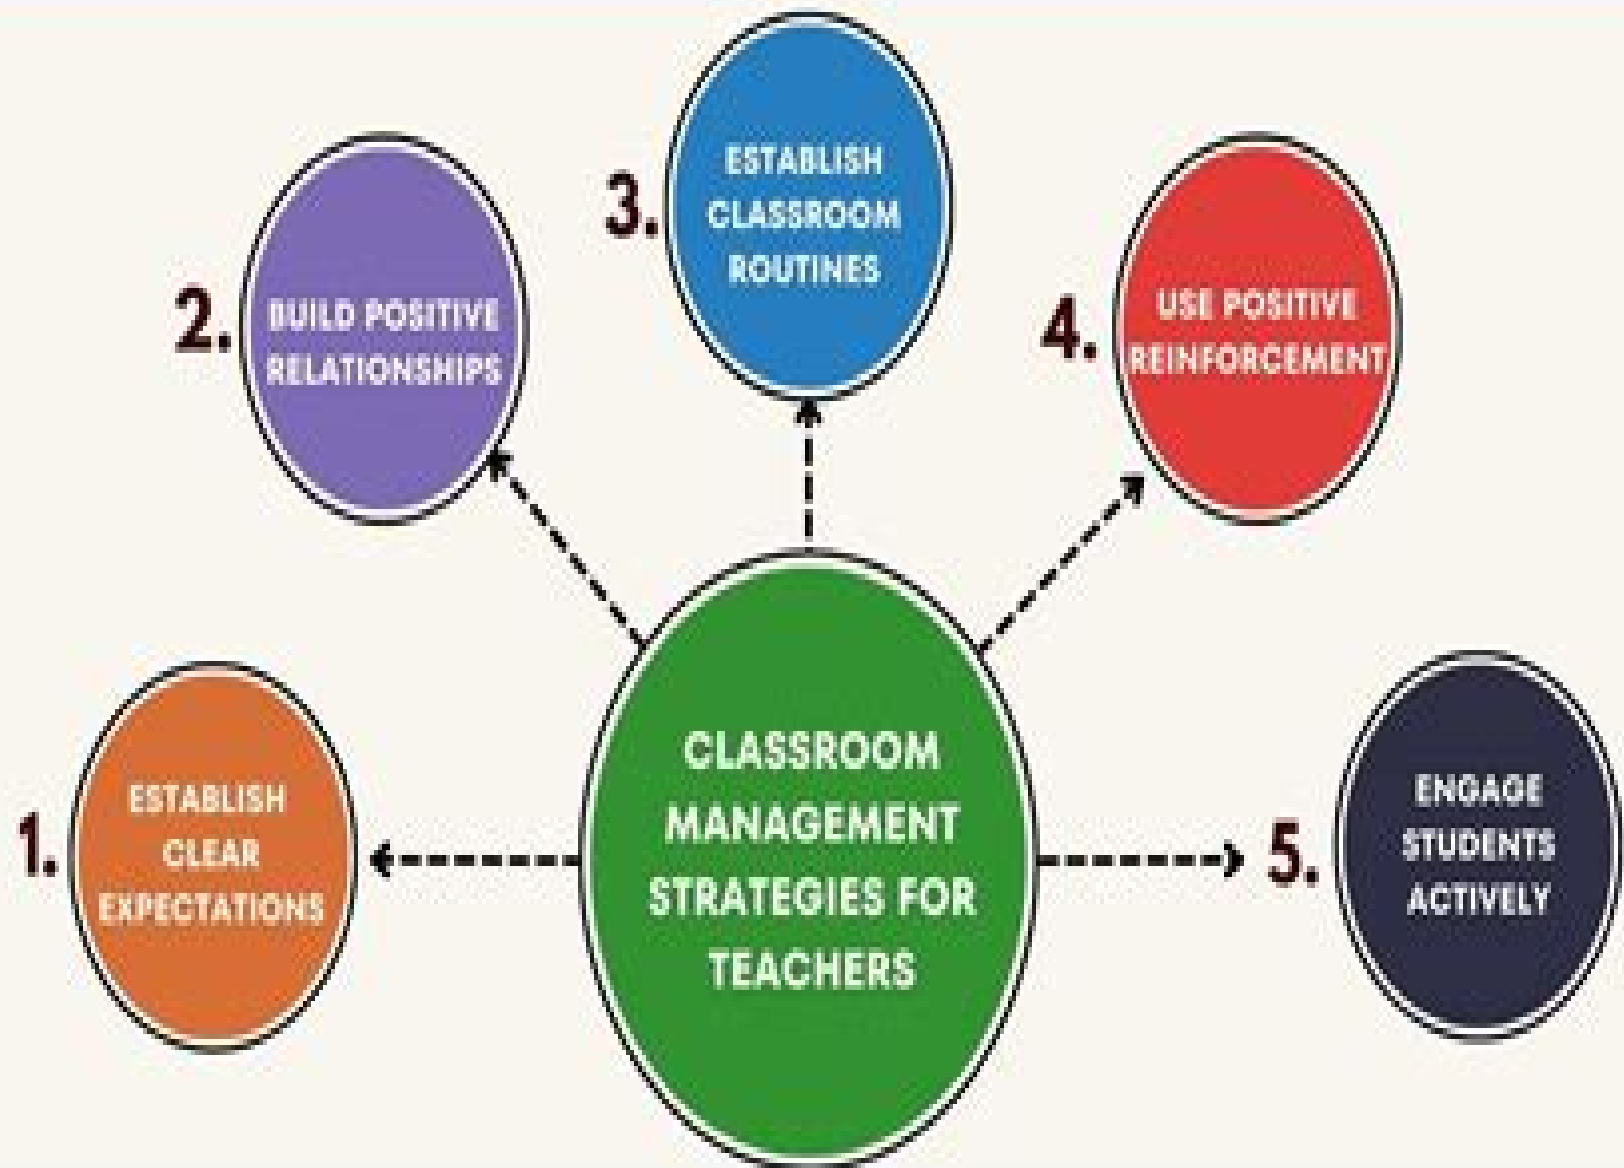 1.
ESTABLISH
CLEAR
EXPECTATIONS
2.
BUILD POSITIVE
RELATIONSHIPS
3.
ESTABLISH
CLASSROOM
ROUTINES
4.
USE POSITIVE
REINFORCEMENT
5.
ENGAGE
STUDENTS
ACTIVELY
CLASSROOM
MANAGEMENT
STRATEGIES FOR
TEACHERS